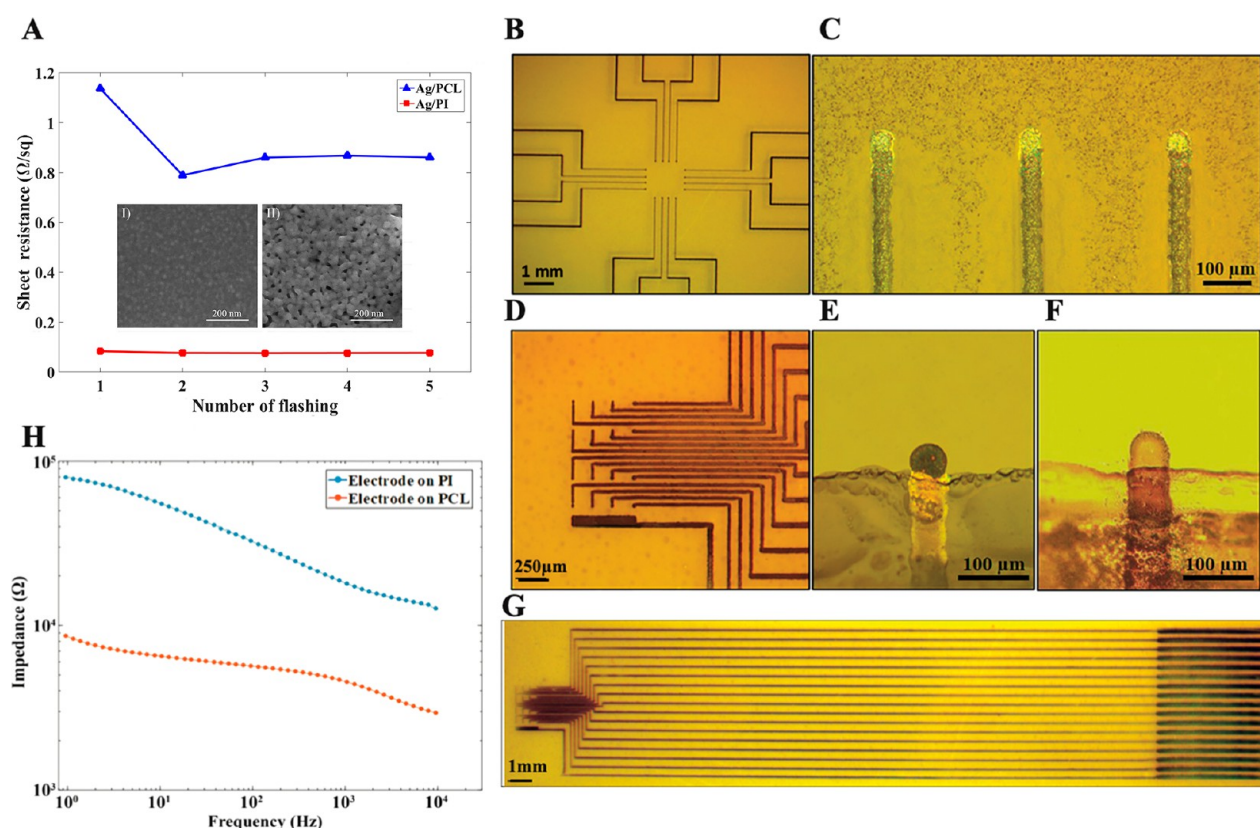 A
Sheet resistance (Ω/sq)
1.2
1
0.8
0.6
0.4
0.2
0
Ag/PCL
Ag/PI
I)
200 nm
II)
200 nm
1 2 3 4 5
Number of flashing
B
1 mm
C
100 µm
D
250µm
E
100 µm
F
100 µm
G
1mm
H
Impedance (Ω)
10⁵
10⁴
10³
Electrode on PI
Electrode on PCL
10⁰ 10¹ 10² 10³ 10⁴
Frequency (Hz)